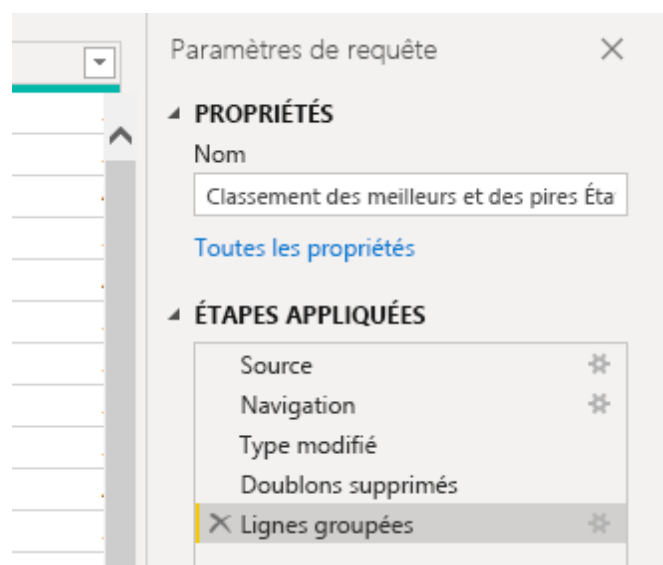 Paramètres de requête
PROPRIÉTÉS
Nom
Classement des meilleurs et des pires Éta
Toutes les propriétés
ÉTAPES APPLIQUÉES
Source
Navigation
Type modifié
Doublons supprimés
Lignes groupées